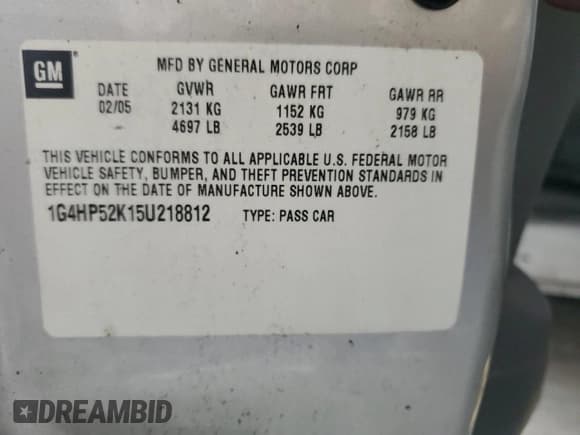 GM
MFD BY GENERAL MOTORS CORP
DATE GVWR GAWR FRT GAWR RR
02/05 2131 KG 1152 KG 979 KG
4697 LB 2539 LB 2158 LB
THIS VEHICLE CONFORMS TO ALL APPLICABLE U.S. FEDERAL MOTOR
VEHICLE SAFETY, BUMPER, AND THEFT PREVENTION STANDARDS IN
EFFECT ON THE DATE OF MANUFACTURE SHOWN ABOVE.
1G4HP52K15U218812 TYPE: PASS CAR
DREAMBID